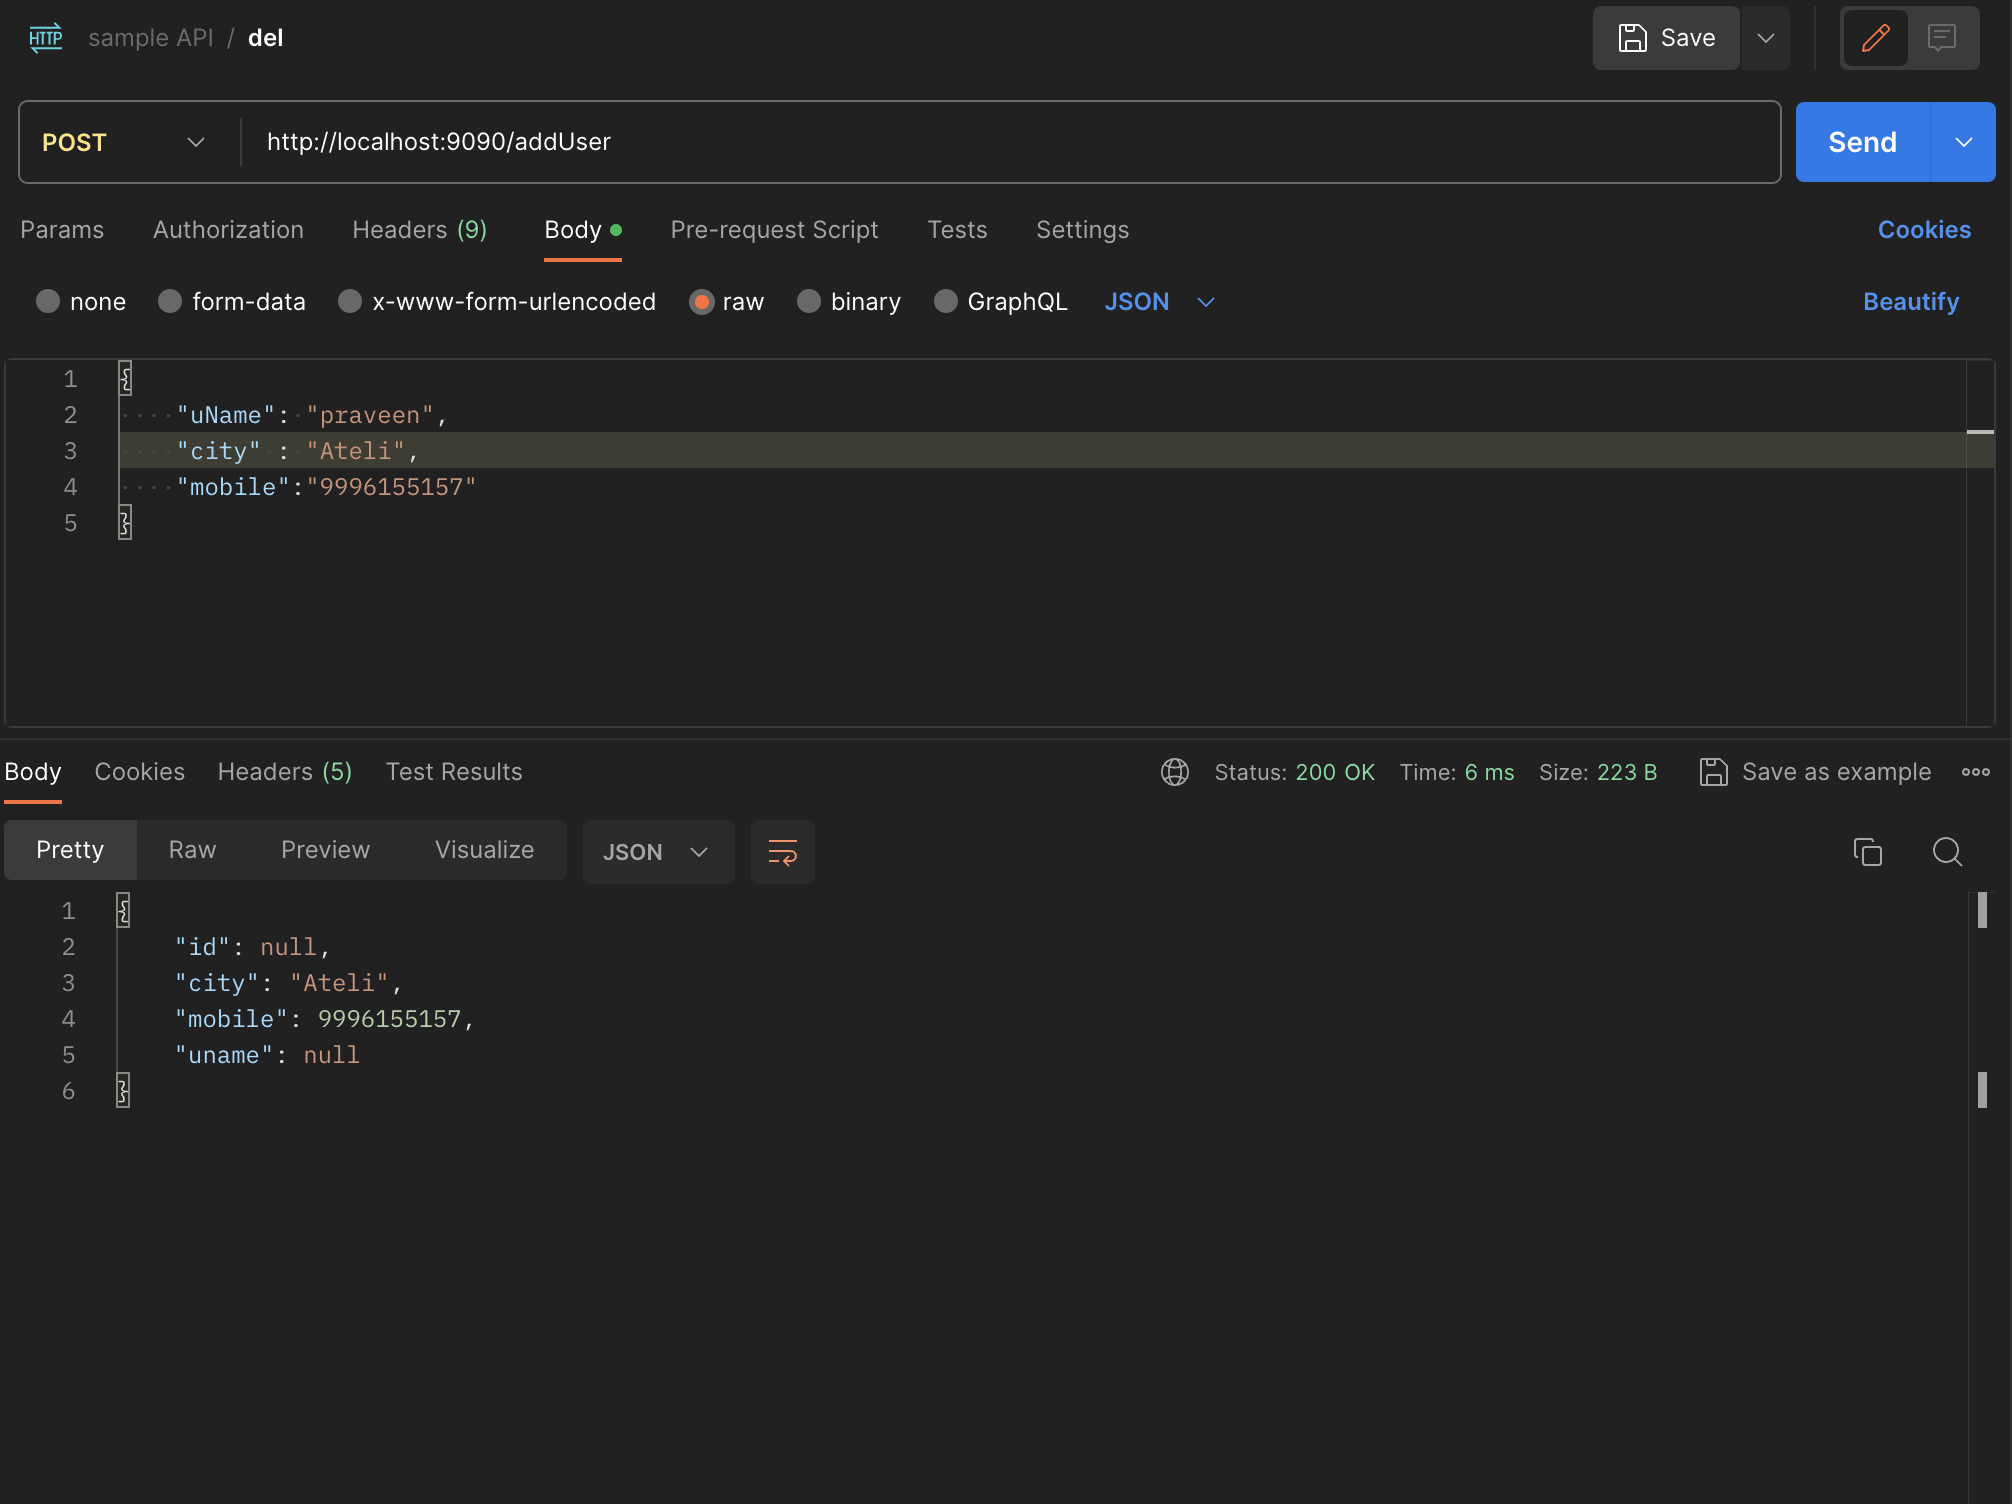 HTTP sample API / del
Save
POST http://localhost:9090/addUser
Send
Params Authorization Headers (9) Body Pre-request Script Tests Settings Cookies
none form-data x-www-form-urlencoded raw binary GraphQL JSON Beautify
1 {
2 "uName": "praveen",
3 "city" : "Ateli",
4 "mobile":"9996155157"
5 }
Body Cookies Headers (5) Test Results Status: 200 OK Time: 6 ms Size: 223 B Save as example
Pretty Raw Preview Visualize JSON
1 {
2 "id": null,
3 "city": "Ateli",
4 "mobile": 9996155157,
5 "uname": null
6 }